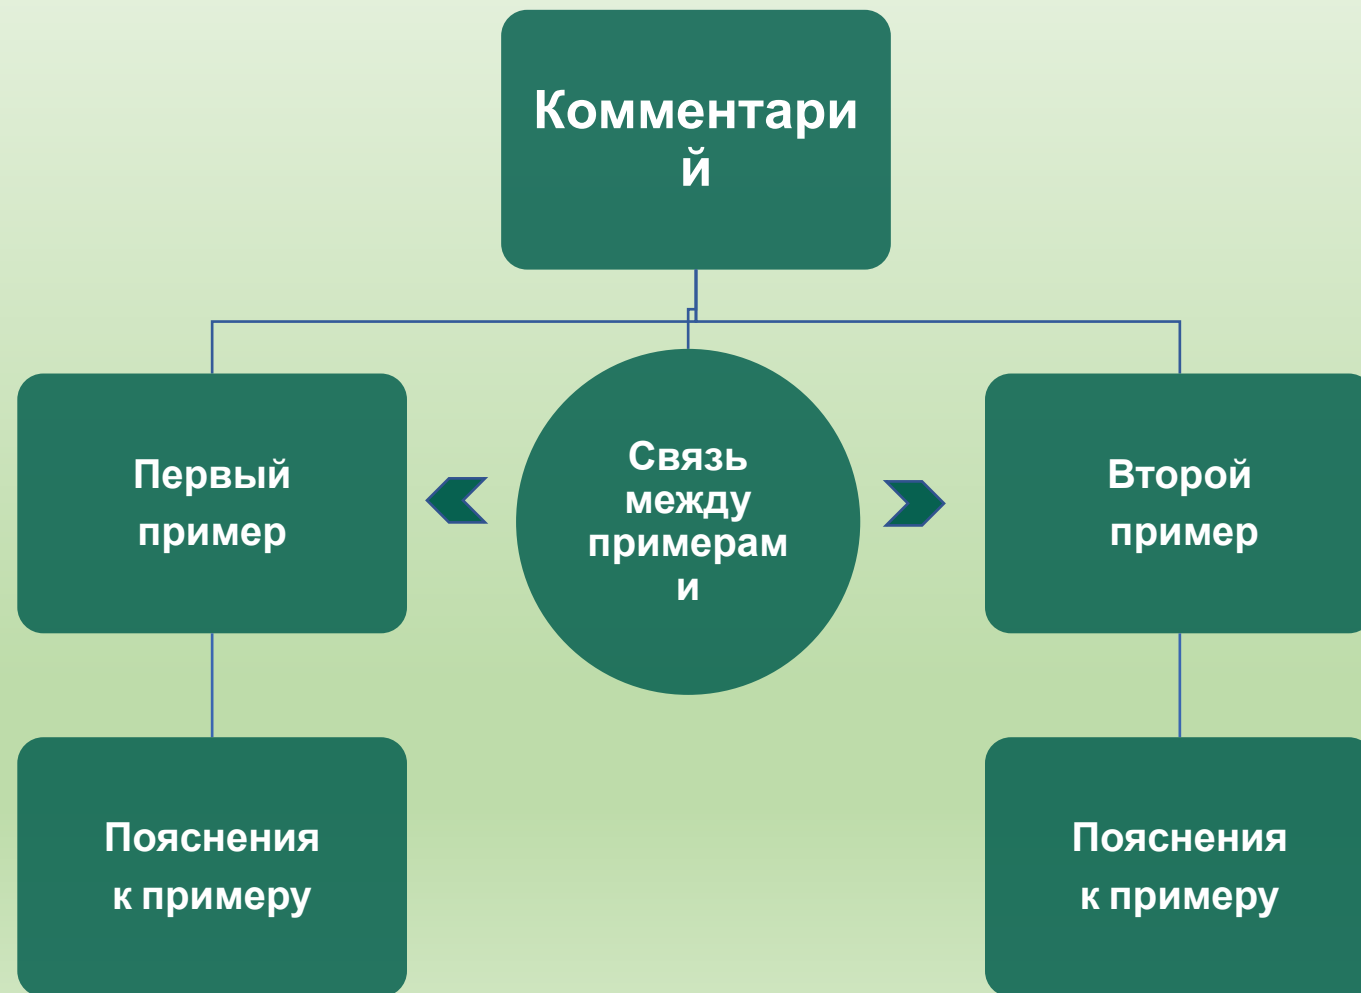 Комментари
й
Первый
пример
Связь
между
примерам
и
Второй
пример
Пояснения
к примеру
Пояснения
к примеру